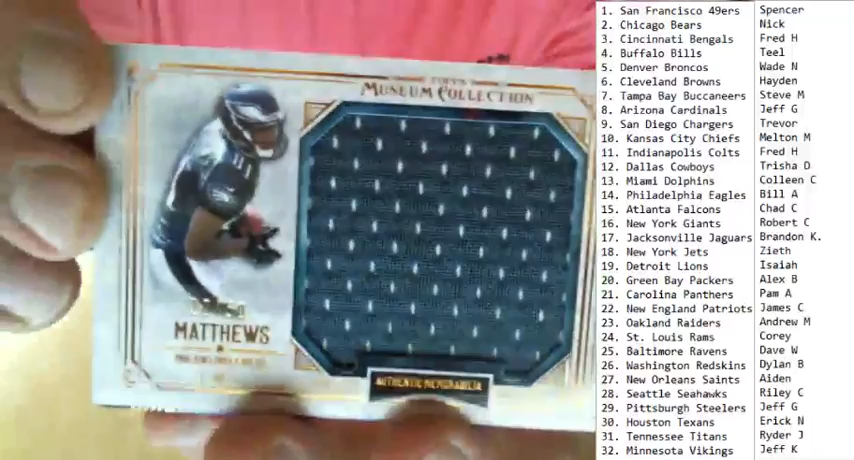 TOPPS
MUSEUM COLLECTION
MATTHEWS
AUTHENTIC MEMORABILIA
1. San Francisco 49ers Spencer
2. Chicago Bears Nick
3. Cincinnati Bengals Fred H
4. Buffalo Bills Teel
5. Denver Broncos Wade N
6. Cleveland Browns Hayden
7. Tampa Bay Buccaneers Steve M
8. Arizona Cardinals Jeff G
9. San Diego Chargers Trevor
10. Kansas City Chiefs Melton M
11. Indianapolis Colts Fred H
12. Dallas Cowboys Trisha D
13. Miami Dolphins Colleen C
14. Philadelphia Eagles Bill A
15. Atlanta Falcons Chad C
16. New York Giants Robert C
17. Jacksonville Jaguars Brandon K.
18. New York Jets Zieth
19. Detroit Lions Isaiah
20. Green Bay Packers Alex B
21. Carolina Panthers Pam A
22. New England Patriots James C
23. Oakland Raiders Andrew M
24. St. Louis Rams Corey
25. Baltimore Ravens Dave W
26. Washington Redskins Dylan B
27. New Orleans Saints Aiden
28. Seattle Seahawks Riley C
29. Pittsburgh Steelers Jeff G
30. Houston Texans Erick N
31. Tennessee Titans Ryder J
32. Minnesota Vikings Jeff K